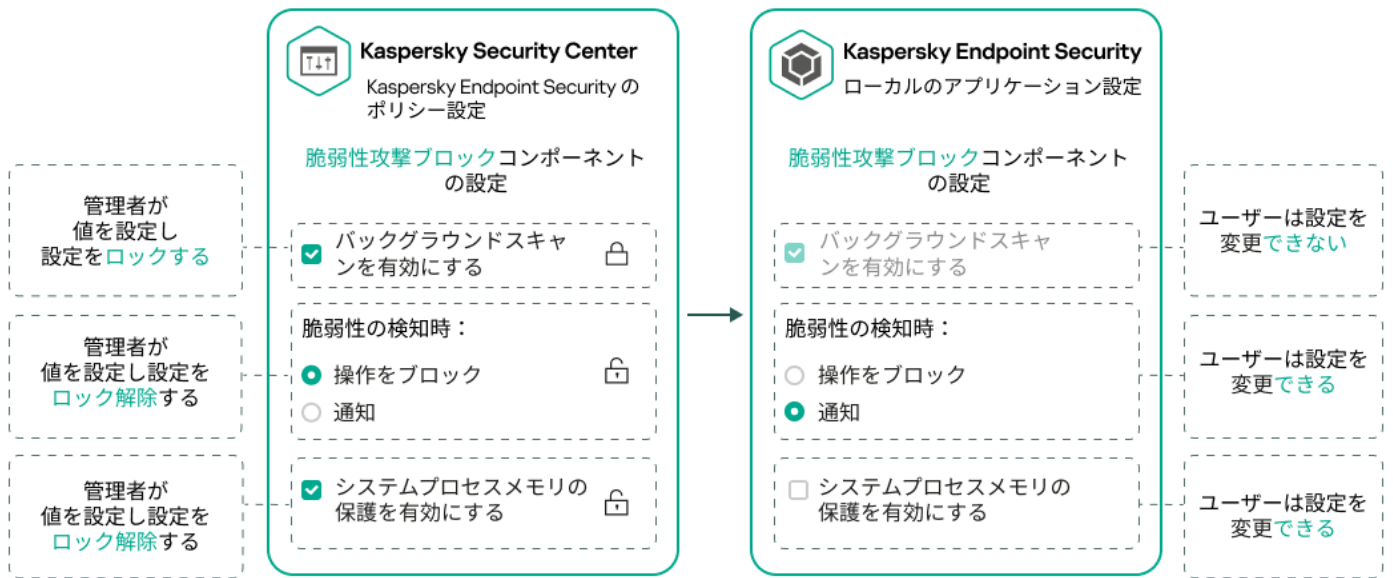 Kaspersky Security Center
Kaspersky Endpoint Security の
ポリシー設定
脆弱性攻撃ブロックコンポーネント
の設定
管理者が
値を設定し
設定をロックする
バックグラウンドスキャ
ンを有効にする
管理者が
値を設定し設定を
ロック解除する
脆弱性の検知時：
操作をブロック
通知
管理者が
値を設定し設定を
ロック解除する
システムプロセスメモリの
保護を有効にする
Kaspersky Endpoint Security
ローカルのアプリケーション設定
脆弱性攻撃ブロックコンポーネント
の設定
バックグラウンドスキャ
ンを有効にする
ユーザーは設定を
変更できない
脆弱性の検知時：
操作をブロック
通知
ユーザーは設定を
変更できる
システムプロセスメモリの
保護を有効にする
ユーザーは設定を
変更できる